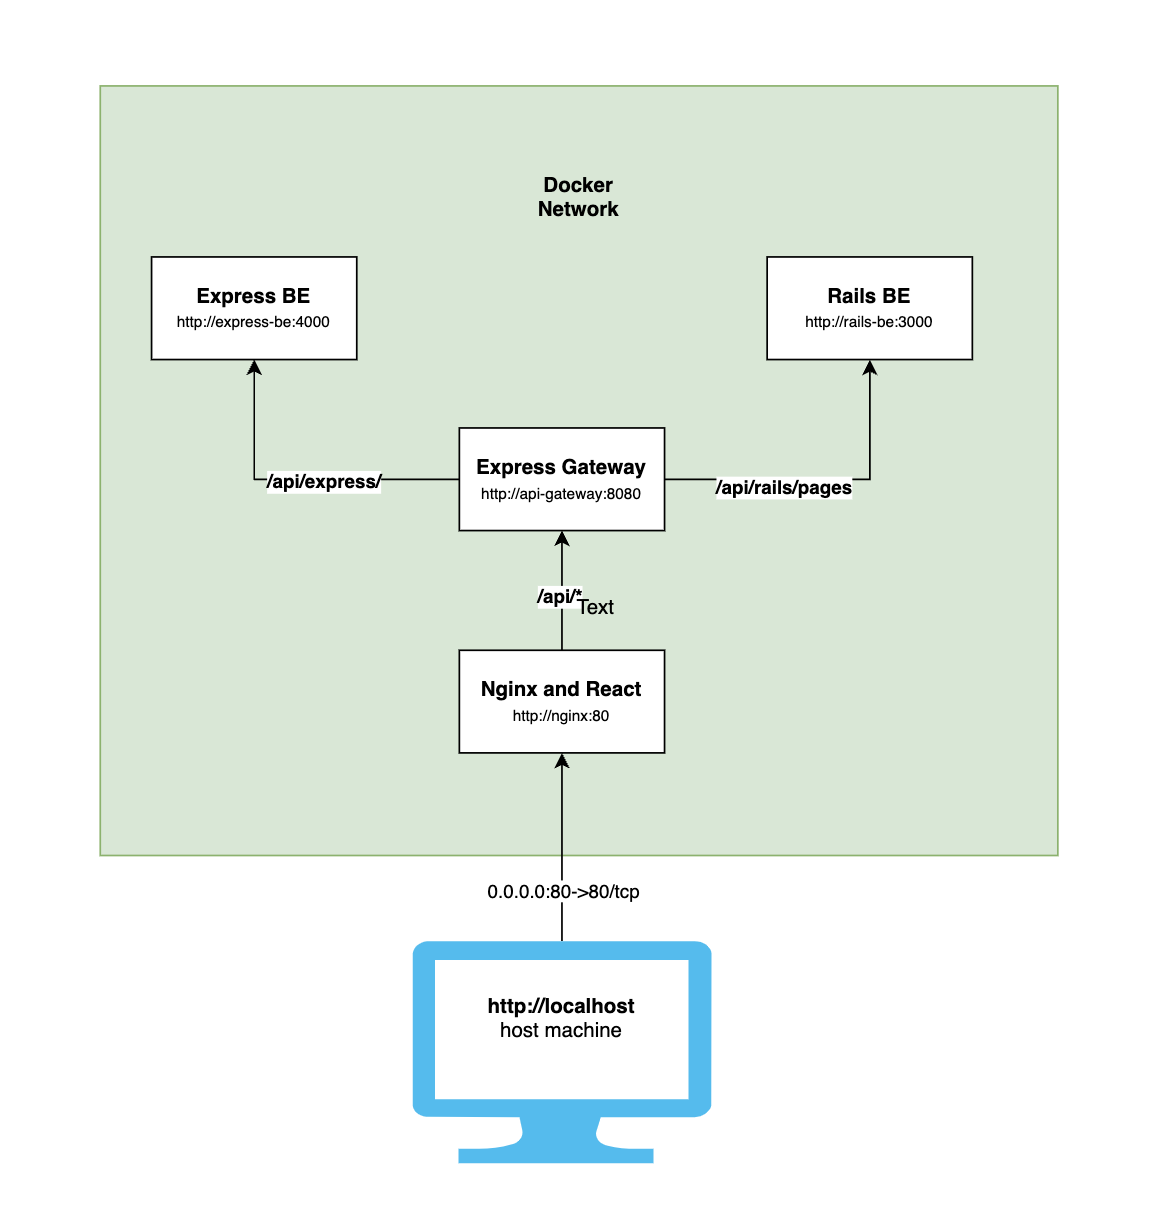 Docker
Network
Express BE
http://express-be:4000
Rails BE
http://rails-be:3000
Express Gateway
http://api-gateway:8080
/api/express/
/api/rails/pages
/api/*
Text
Nginx and React
http://nginx:80
0.0.0.0:80->80/tcp
http://localhost
host machine